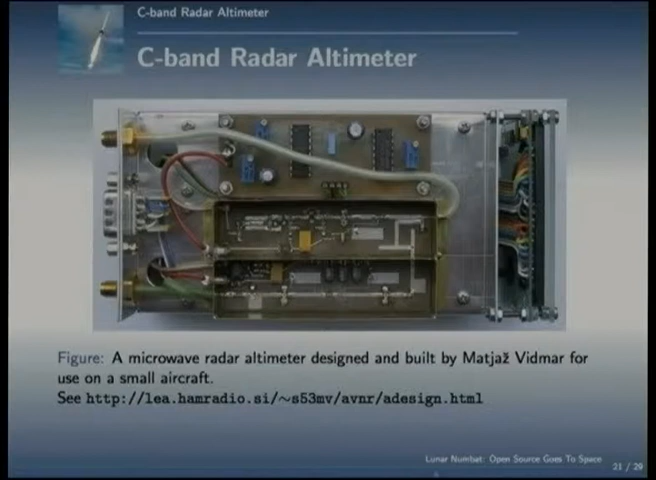 C-band Radar Altimeter
C-band Radar Altimeter
Figure: A microwave radar altimeter designed and built by Matjaž Vidmar for
use on a small aircraft.
See http://lea.hamradio.si/~s53mv/avnr/adesign.html
Lunar Numbat: Open Source Goes To Space
21 / 29